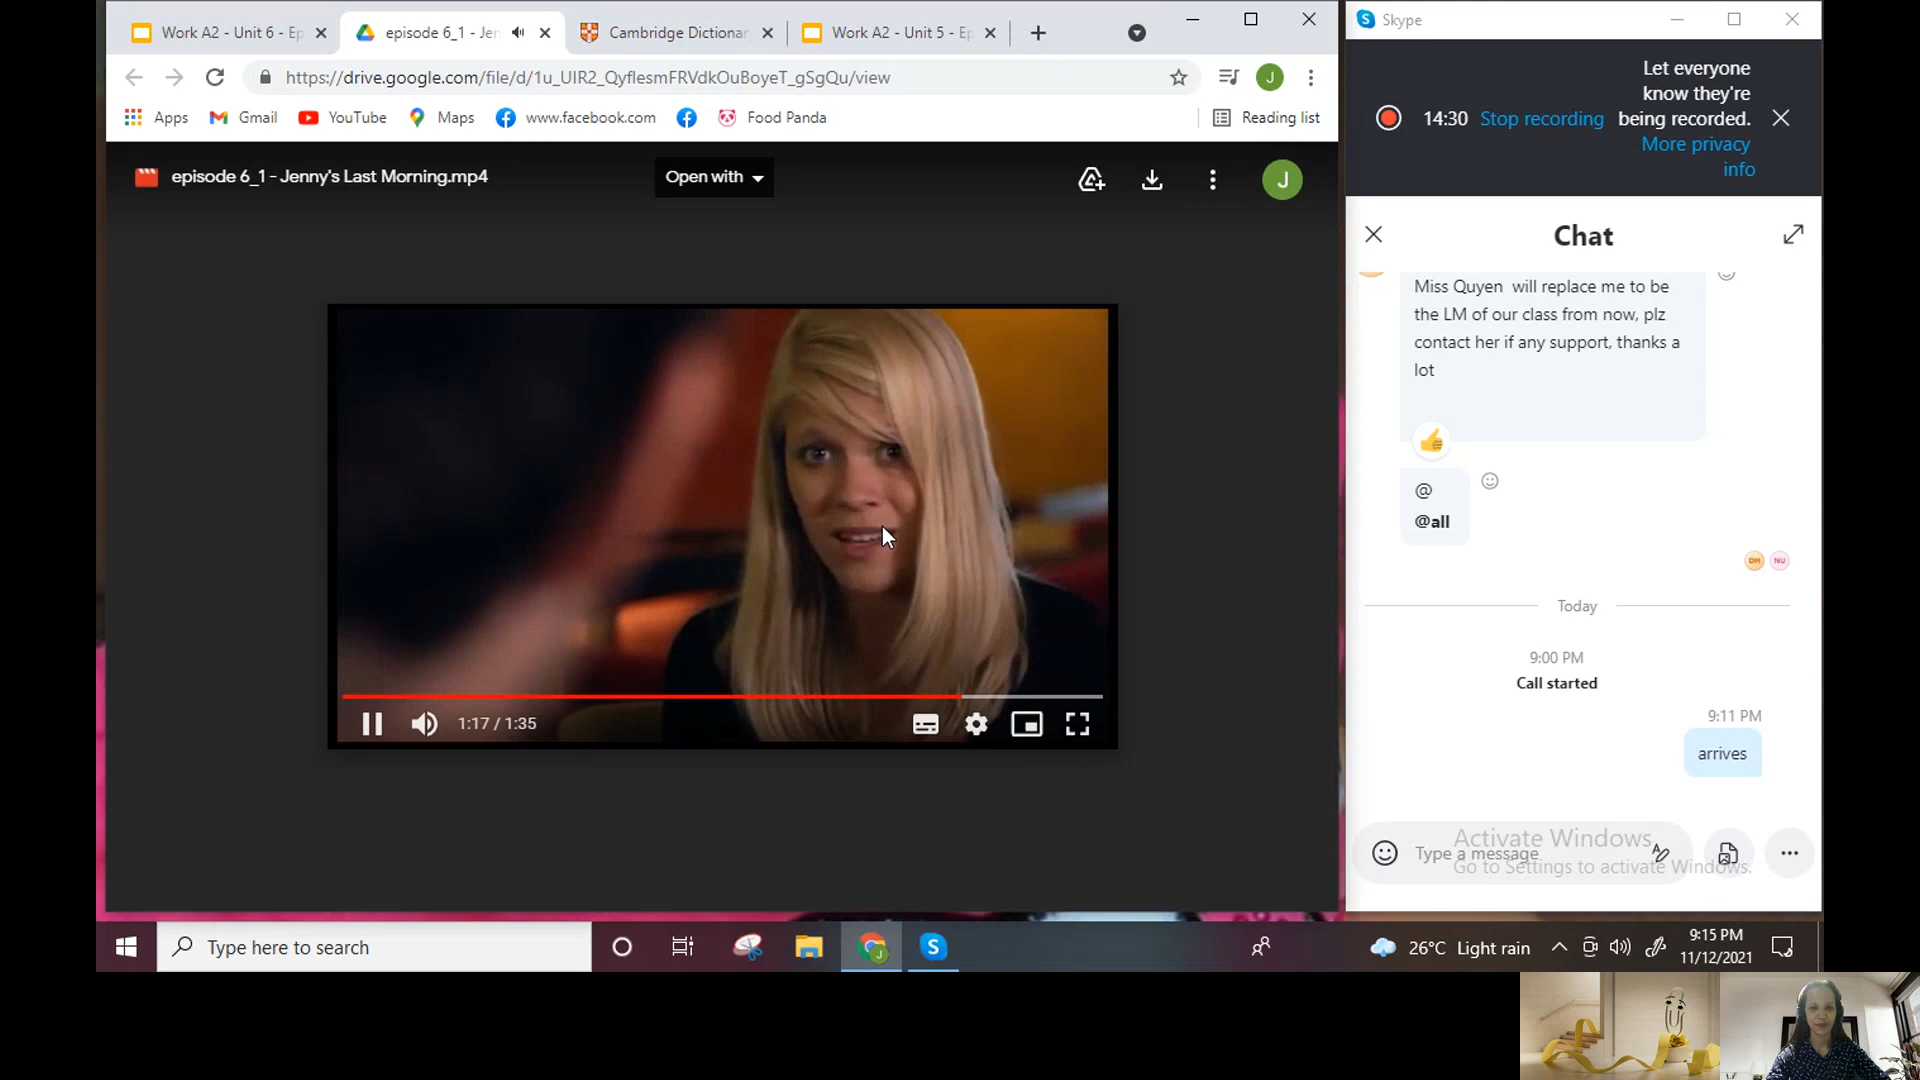 Work A2 - Unit 6 - Ep
episode 6_1 - Jen
Cambridge Dictionar
Work A2 - Unit 5 - Ep
https://drive.google.com/file/d/1u_UIR2_QyflesmFRVdkOuBoyeT_gSgQu/view
J
Apps
Gmail
YouTube
Maps
www.facebook.com
Food Panda
Reading list
episode 6_1 - Jenny's Last Morning.mp4
Open with
J
1:17 / 1:35
Skype
14:30
Stop recording
Let everyone
know they're
being recorded.
More privacy
info
Chat
Miss Quyen will replace me to be
the LM of our class from now, plz
contact her if any support, thanks a
lot
@
@all
DH
NU
Today
9:00 PM
Call started
9:11 PM
arrives
Type a message
Activate Windows
Go to Settings to activate Windows.
Type here to search
26°C Light rain
9:15 PM
11/12/2021